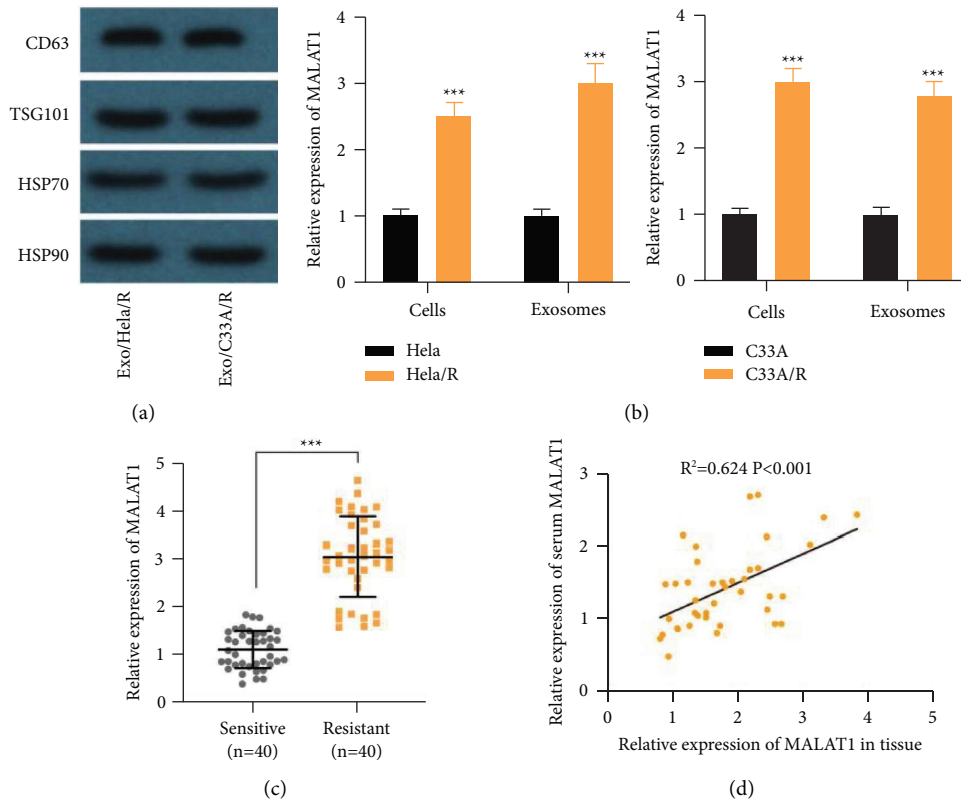 CD63
TSG101
HSP70
HSP90
Exo/Hela/R
Exo/C33A/R
(a)
Relative expression of MALAT1
4
3
2
1
0
***
***
Cells
Exosomes
Hela
Hela/R
Relative expression of MALAT1
4
3
2
1
0
***
***
Cells
Exosomes
C33A
C33A/R
(b)
Relative expression of MALAT1
5
4
3
2
1
0
***
Sensitive
(n=40)
Resistant
(n=40)
(c)
R²=0.624 P<0.001
Relative expression of serum MALAT1
3
2
1
0
0 1 2 3 4 5
Relative expression of MALAT1 in tissue
(d)